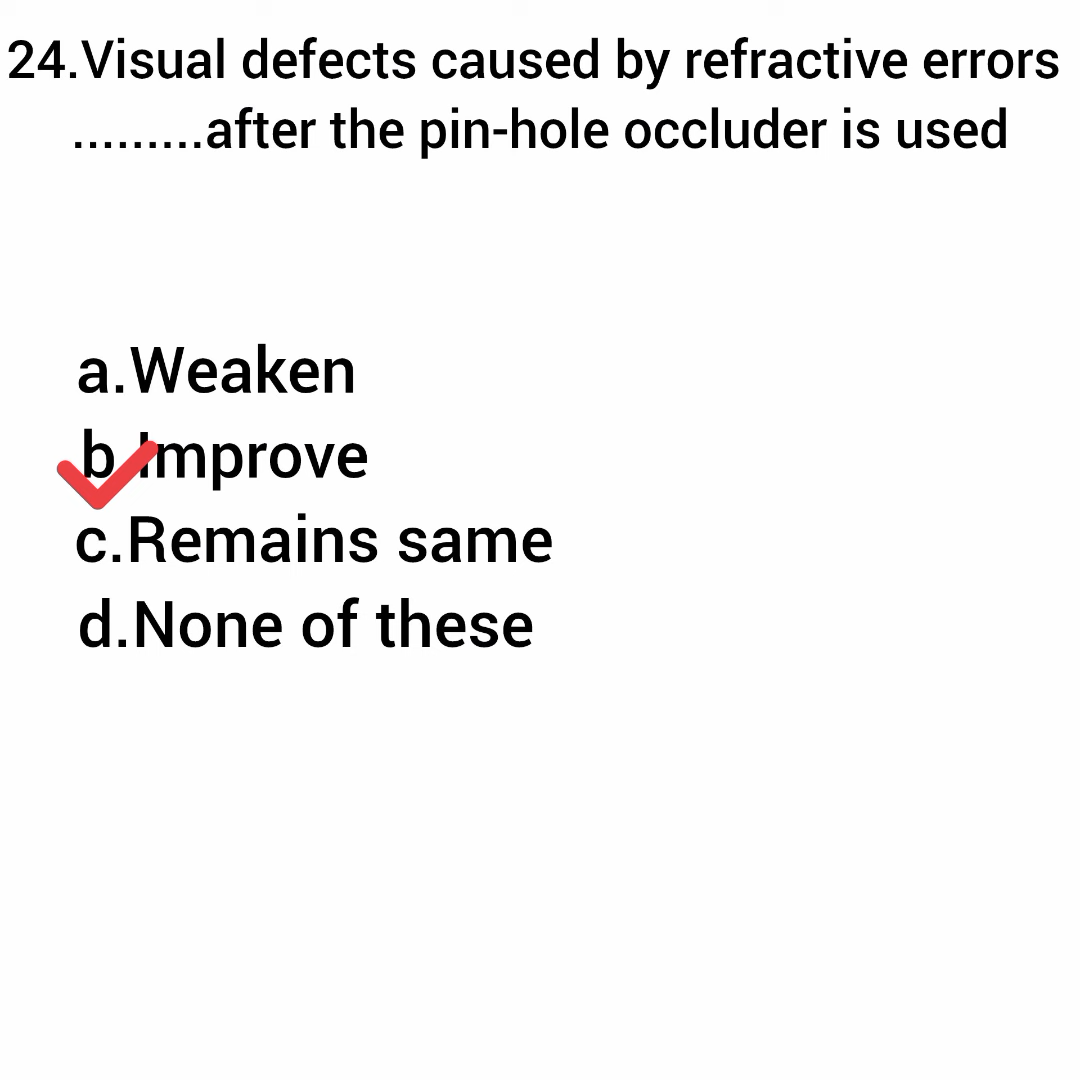 24.Visual defects caused by refractive errors
.........after the pin-hole occluder is used
a.Weaken
b.Improve
c.Remains same
d.None of these